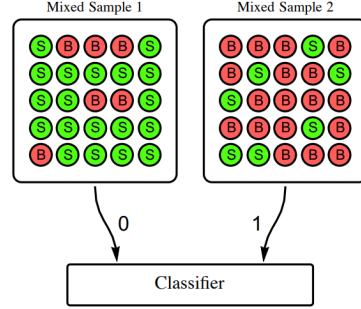 Mixed Sample 1
Mixed Sample 2
S B B B S
B B B S B
S S S S S
B S B B S
S S B B S
S B B B B
S S S S S
B B B S B
B S S S S
S S B B B
0
1
Classifier